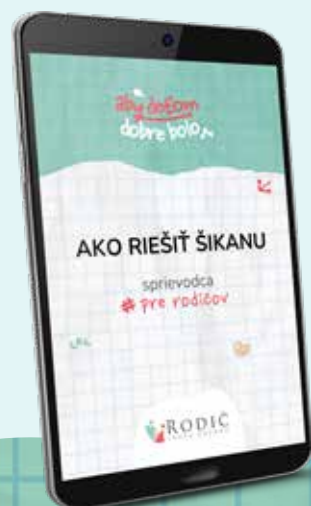 aby deťom
dobre bolo
AKO RIEŠIŤ ŠIKANU
sprievodca
# pre rodičov
RODIČ